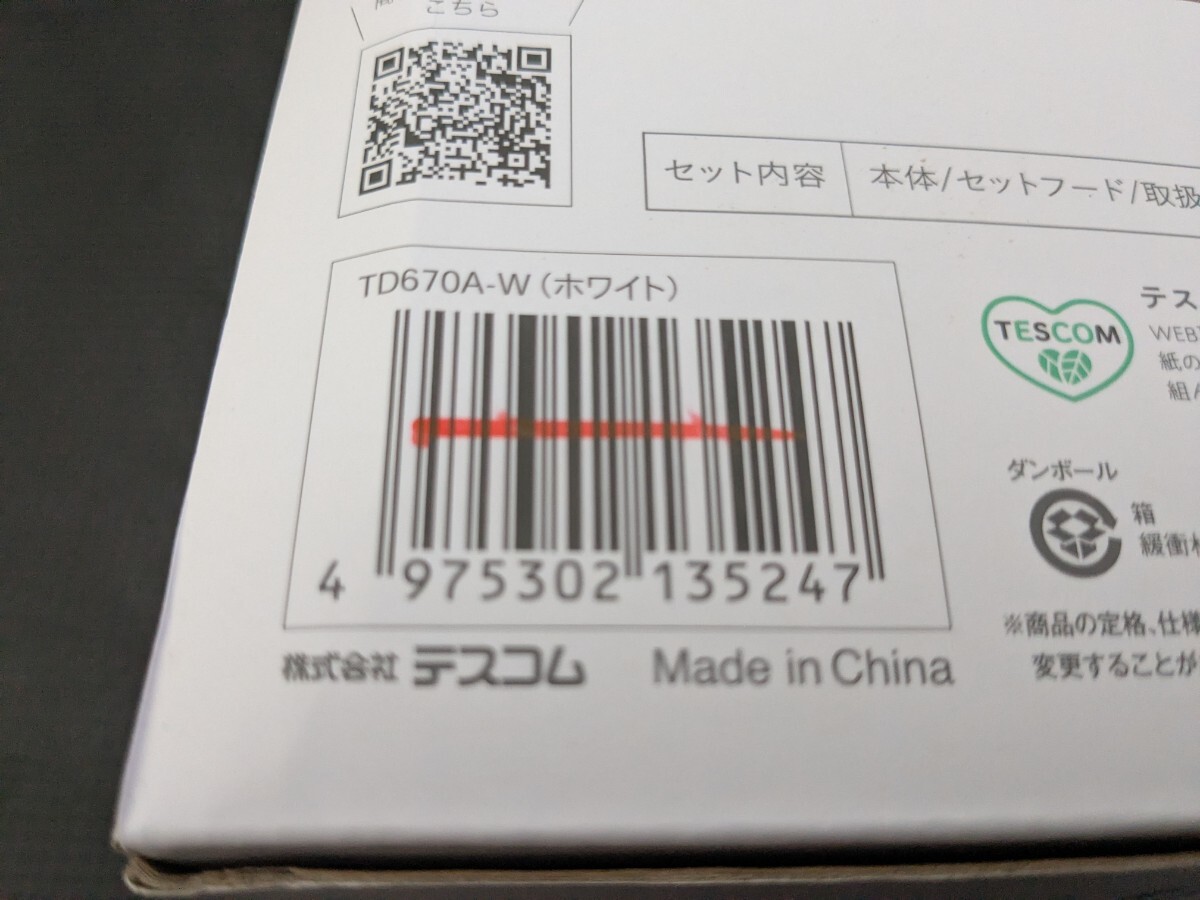 こちら
セット内容 本体/セットフード/取扱
TD670A-W（ホワイト）
4 975302 135247
株式会社 テスコム Made in China
テス
TESCOM
WEB
紙の
組ん
ダンボール
箱
緩衝材
※商品の定格、仕様
変更することが